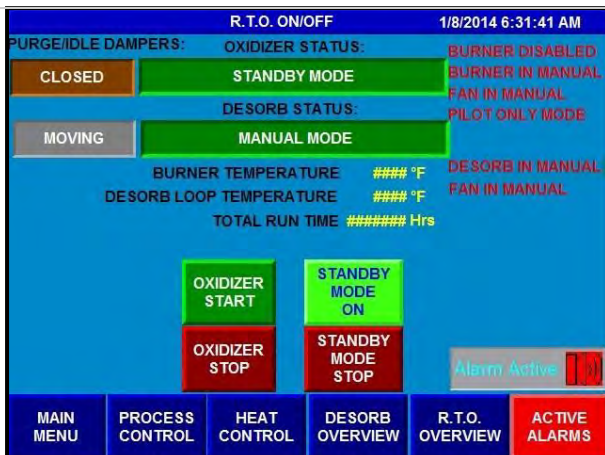 R.T.O. ON/OFF 1/8/2014 6:31:41 AM
PURGE/IDLE DAMPERS: OXIDIZER STATUS:
BURNER DISABLED
CLOSED STANDBY MODE BURNER IN MANUAL
FAN IN MANUAL
DESORB STATUS: PILOT ONLY MODE
MOVING MANUAL MODE
BURNER TEMPERATURE #### °F DESORB IN MANUAL
DESORB LOOP TEMPERATURE #### °F FAN IN MANUAL
TOTAL RUN TIME ####### Hrs
OXIDIZER
START
STANDBY
MODE
ON
OXIDIZER
STOP
STANDBY
MODE
STOP
Alarm Active
MAIN
MENU
PROCESS
CONTROL
HEAT
CONTROL
DESORB
OVERVIEW
R.T.O.
OVERVIEW
ACTIVE
ALARMS